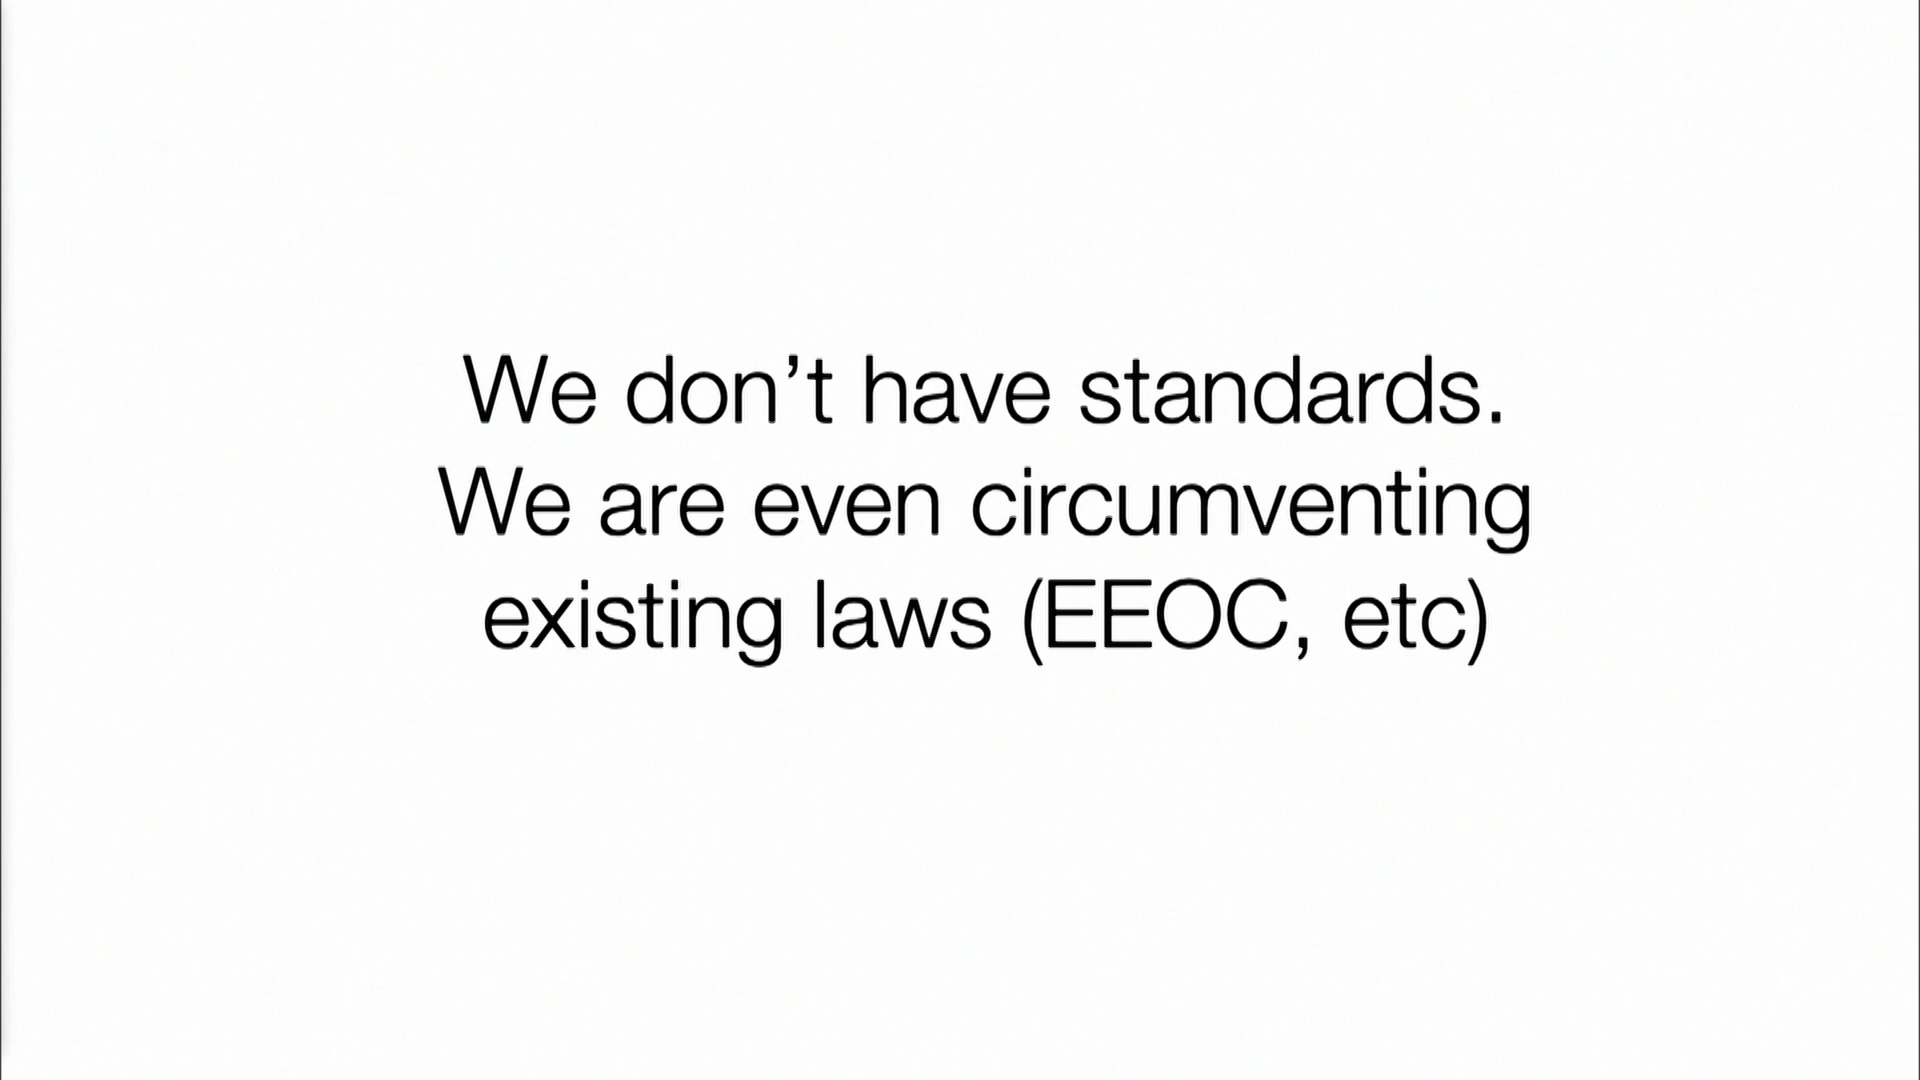 We don’t have standards.
We are even circumventing
existing laws (EEOC, etc)